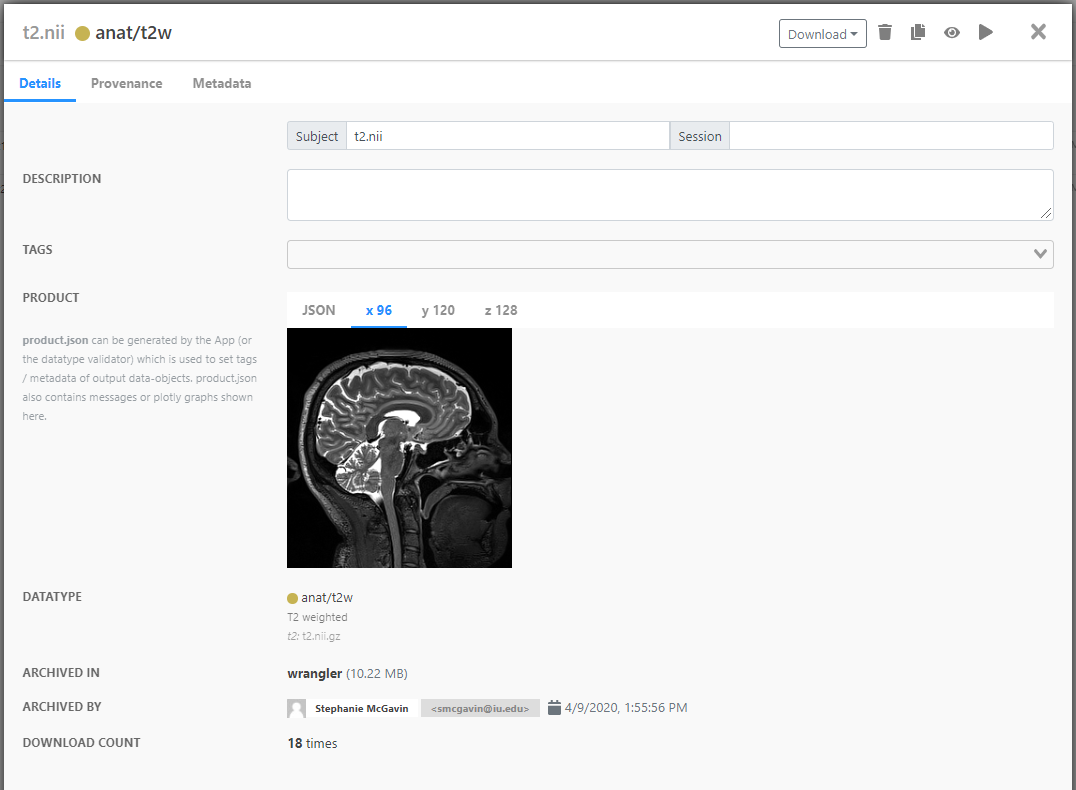 t2.nii anat/t2w Download
Details Provenance Metadata
Subject t2.nii Session
DESCRIPTION
TAGS
PRODUCT
JSON x 96 y 120 z 128
product.json can be generated by the App (or
the datatype validator) which is used to set tags
/ metadata of output data-objects. product.json
also contains messages or plotly graphs shown
here.
DATATYPE anat/t2w
T2 weighted
t2: t2.nii.gz
ARCHIVED IN wrangler (10.22 MB)
ARCHIVED BY Stephanie McGavin <smcgavin@iu.edu> 4/9/2020, 1:55:56 PM
DOWNLOAD COUNT 18 times